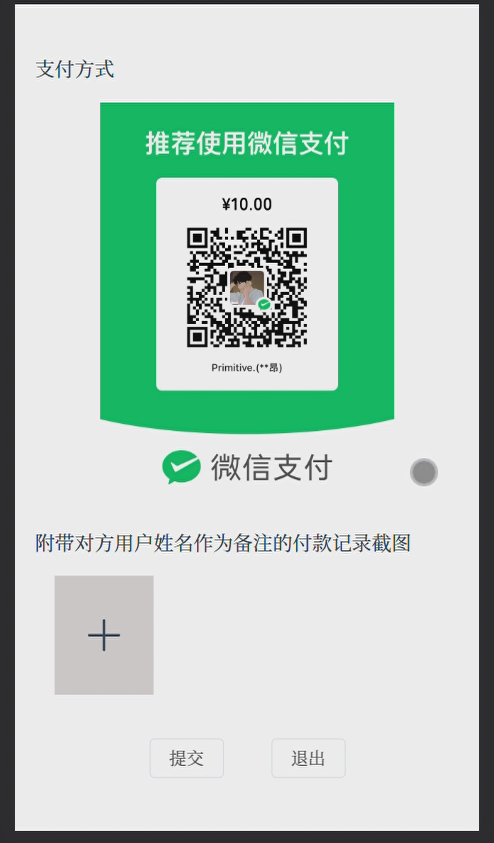 支付方式
推荐使用微信支付
¥10.00
Primitive.(**昂)
微信支付
附带对方用户姓名作为备注的付款记录截图
提交
退出